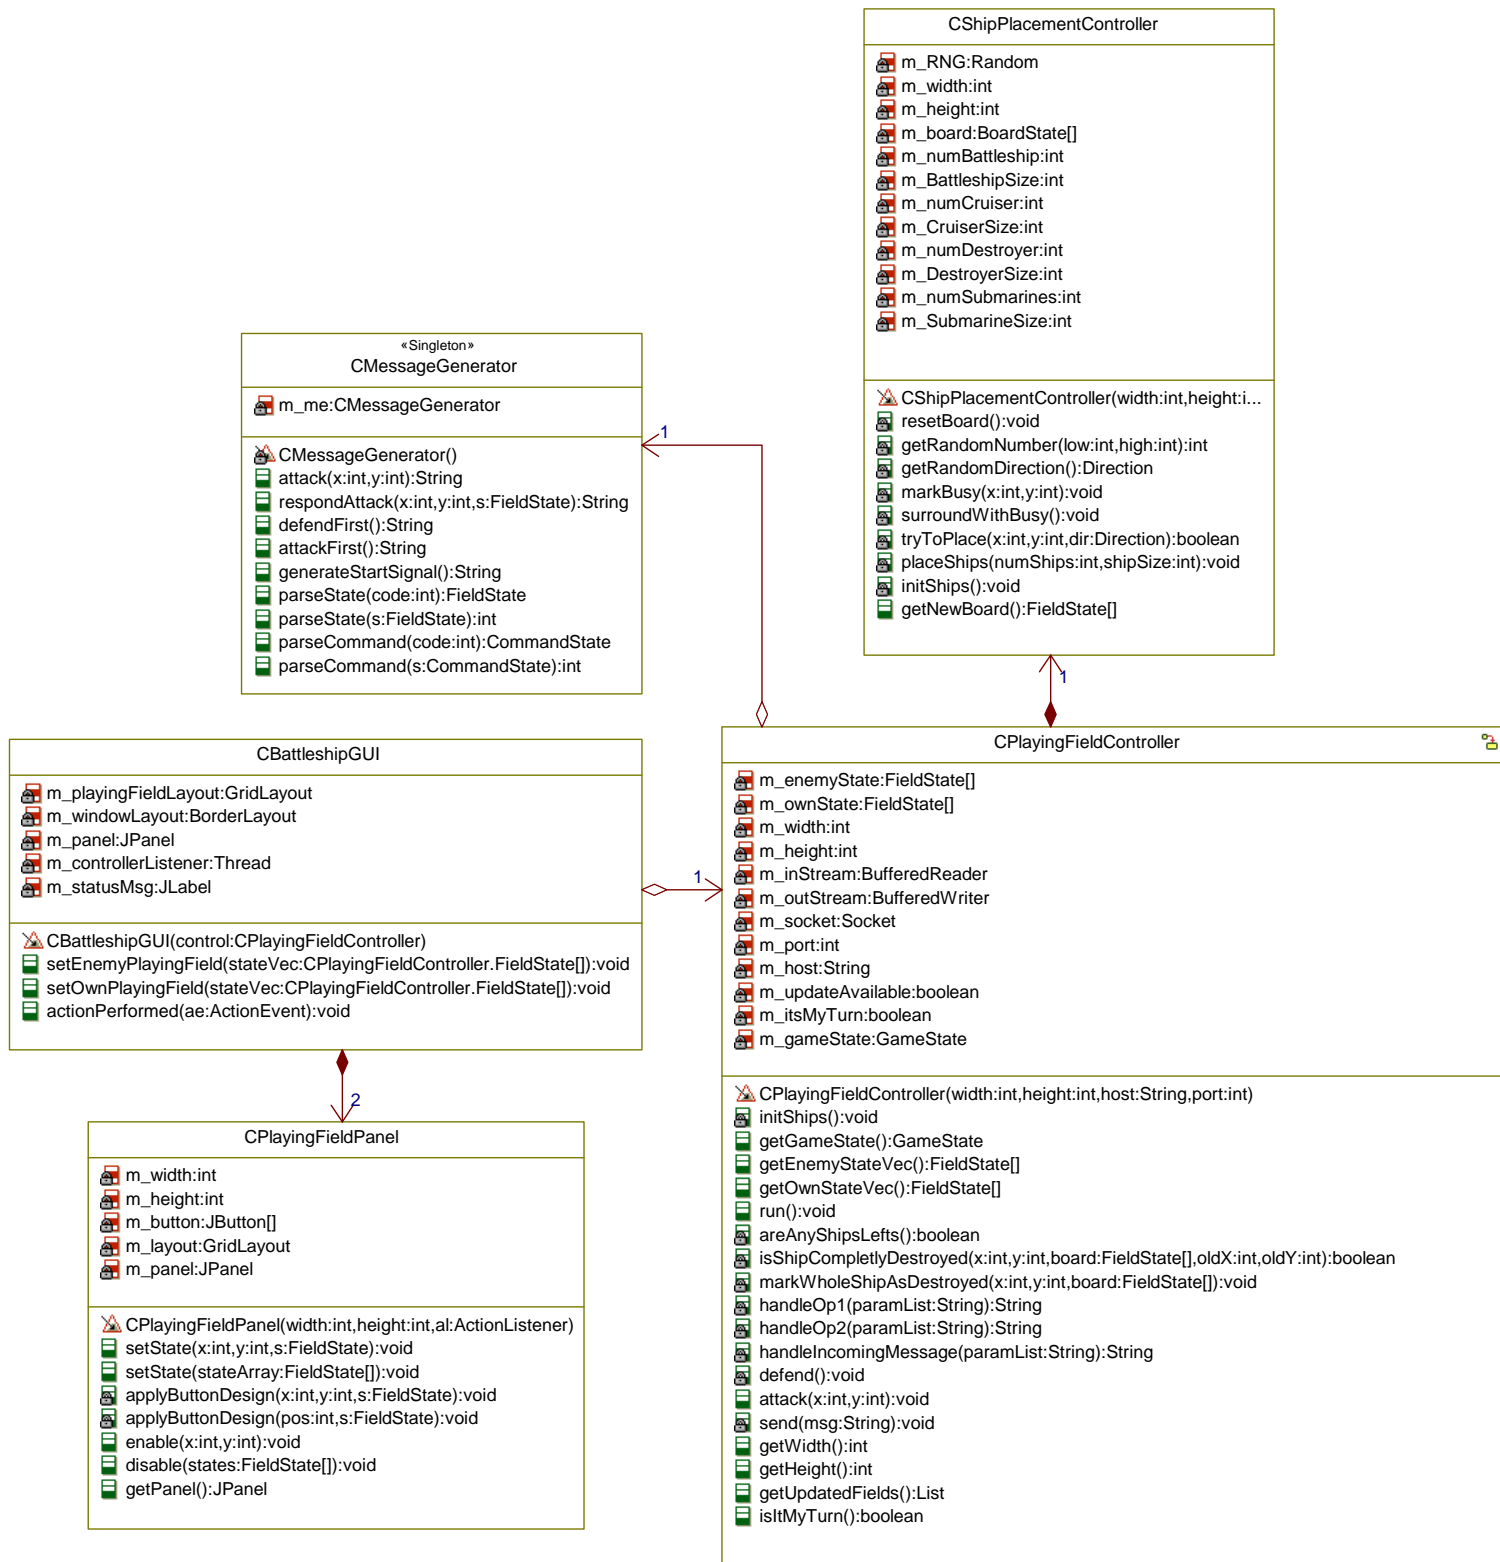 CShipPlacementController
m_RNG:Random
m_width:int
m_height:int
m_board:BoardState[]
m_numBattleship:int
m_BattleshipSize:int
m_numCruiser:int
m_CruiserSize:int
m_numDestroyer:int
m_DestroyerSize:int
m_numSubmarines:int
m_SubmarineSize:int
CShipPlacementController(width:int,height:i...
resetBoard():void
getRandomNumber(low:int,high:int):int
getRandomDirection():Direction
markBusy(x:int,y:int):void
surroundWithBusy():void
tryToPlace(x:int,y:int,dir:Direction):boolean
placeShips(numShips:int,shipSize:int):void
initShips():void
getNewBoard():FieldState[]
«Singleton»
CMessageGenerator
m_me:CMessageGenerator
CMessageGenerator()
attack(x:int,y:int):String
respondAttack(x:int,y:int,s:FieldState):String
defendFirst():String
attackFirst():String
generateStartSignal():String
parseState(code:int):FieldState
parseState(s:FieldState):int
parseCommand(code:int):CommandState
parseCommand(s:CommandState):int
1
1
CBattleshipGUI
m_playingFieldLayout:GridLayout
m_windowLayout:BorderLayout
m_panel:JPanel
m_controllerListener:Thread
m_statusMsg:JLabel
CBattleshipGUI(control:CPlayingFieldController)
setEnemyPlayingField(stateVec:CPlayingFieldController.FieldState[]):void
setOwnPlayingField(stateVec:CPlayingFieldController.FieldState[]):void
actionPerformed(ae:ActionEvent):void
1
2
CPlayingFieldController
m_enemyState:FieldState[]
m_ownState:FieldState[]
m_width:int
m_height:int
m_inStream:BufferedReader
m_outStream:BufferedWriter
m_socket:Socket
m_port:int
m_host:String
m_updateAvailable:boolean
m_itsMyTurn:boolean
m_gameState:GameState
CPlayingFieldController(width:int,height:int,host:String,port:int)
initShips():void
getGameState():GameState
getEnemyStateVec():FieldState[]
getOwnStateVec():FieldState[]
run():void
areAnyShipsLefts():boolean
isShipCompletlyDestroyed(x:int,y:int,board:FieldState[],oldX:int,oldY:int):boolean
markWholeShipAsDestroyed(x:int,y:int,board:FieldState[]):void
handleOp1(paramList:String):String
handleOp2(paramList:String):String
handleIncomingMessage(paramList:String):String
defend():void
attack(x:int,y:int):void
send(msg:String):void
getWidth():int
getHeight():int
getUpdatedFields():List
isItMyTurn():boolean
CPlayingFieldPanel
m_width:int
m_height:int
m_button:JButton[]
m_layout:GridLayout
m_panel:JPanel
CPlayingFieldPanel(width:int,height:int,al:ActionListener)
setState(x:int,y:int,s:FieldState):void
setState(stateArray:FieldState[]):void
applyButtonDesign(x:int,y:int,s:FieldState):void
applyButtonDesign(pos:int,s:FieldState):void
enable(x:int,y:int):void
disable(states:FieldState[]):void
getPanel():JPanel